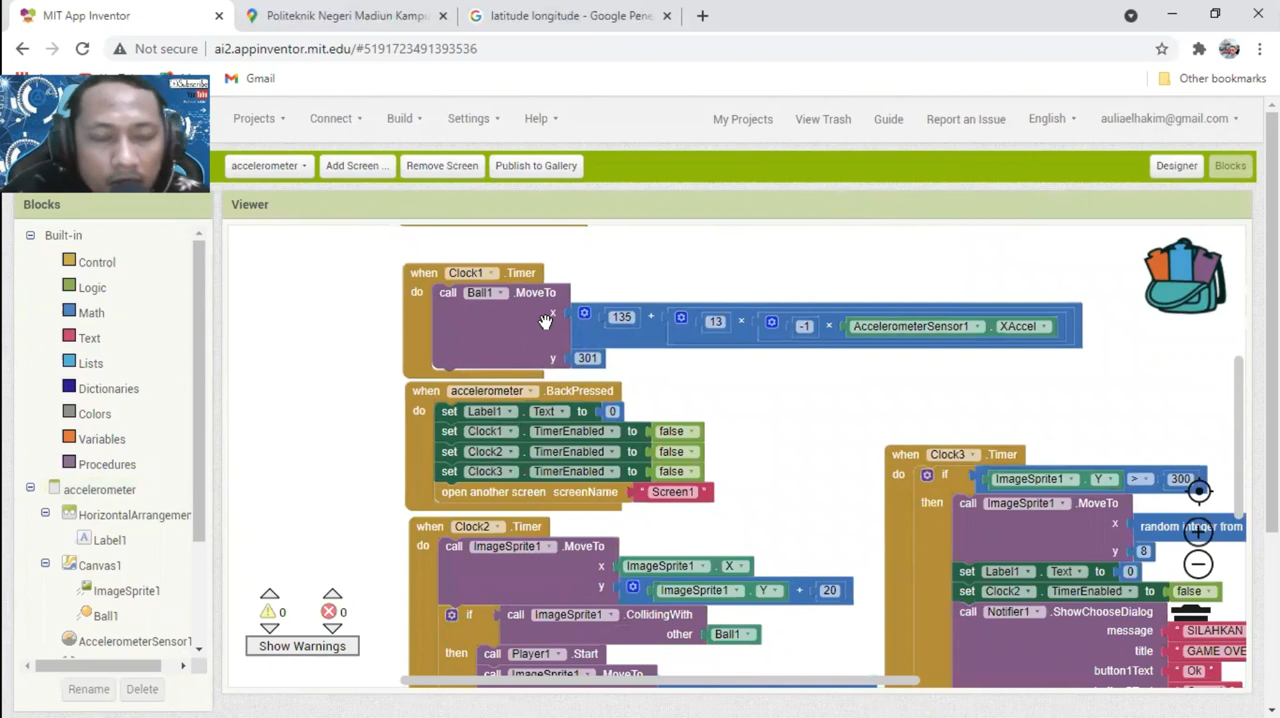 MIT App Inventor
Politeknik Negeri Madiun Kampu
latitude longitude - Google Pene
Not secure ai2.appinventor.mit.edu/#5191723491393536
Gmail
Other bookmarks
Subscribe
Projects Connect Build Settings Help My Projects View Trash Guide Report an Issue English auliaelhakim@gmail.com
accelerometer Add Screen ... Remove Screen Publish to Gallery Designer Blocks
Blocks
Viewer
Built-in
Control
Logic
Math
Text
Lists
Dictionaries
Colors
Variables
Procedures
accelerometer
HorizontalArrangemer
Label1
Canvas1
ImageSprite1
Ball1
AccelerometerSensor1
Rename Delete
when Clock1 .Timer
do call Ball1 .MoveTo
x 135 + 13 × -1 × AccelerometerSensor1 . XAccel
y 301
when accelerometer .BackPressed
do set Label1 . Text to 0
set Clock1 . TimerEnabled to false
set Clock2 . TimerEnabled to false
set Clock3 . TimerEnabled to false
open another screen screenName " Screen1 "
when Clock2 .Timer
do call ImageSprite1 .MoveTo
x ImageSprite1 . X
y ImageSprite1 . Y + 20
if call ImageSprite1 .CollidingWith
other Ball1
then call Player1 .Start
call ImageSprite1 .MoveTo
when Clock3 .Timer
do if ImageSprite1 . Y > 300
then call ImageSprite1 .MoveTo
x random integer from
y 8
set Label1 . Text to 0
set Clock2 . TimerEnabled to false
call Notifier1 .ShowChooseDialog
message " SILAHKAN
title " GAME OVE
button1Text " Ok "
0 0
Show Warnings